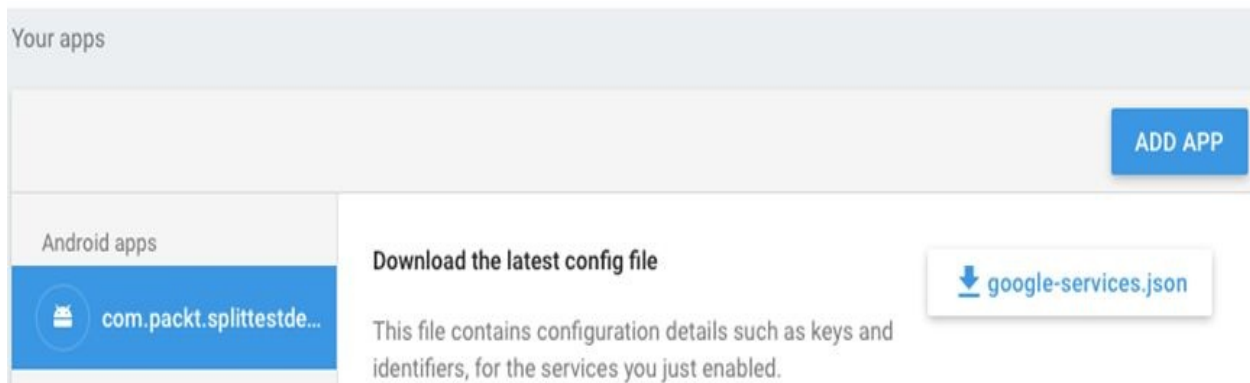 Your apps
ADD APP
Android apps
com.packt.splittestde...
Download the latest config file
google-services.json
This file contains configuration details such as keys and
identifiers, for the services you just enabled.